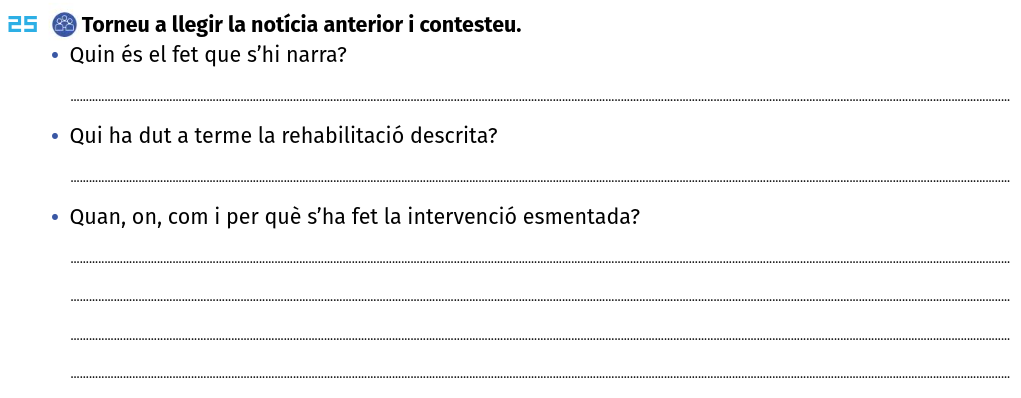 25 Torneu a llegir la notícia anterior i contesteu.
• Quin és el fet que s’hi narra?
• Qui ha dut a terme la rehabilitació descrita?
• Quan, on, com i per què s’ha fet la intervenció esmentada?